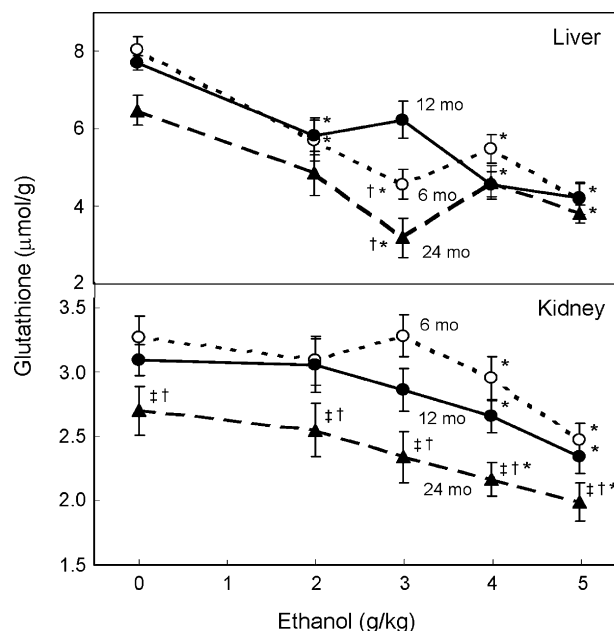 Liver
8
6
4
2
12 mo
6 mo
24 mo
*
*
†*
†*
*
*
*
*
Glutathione (μmol/g)
Kidney
3.5
3.0
2.5
2.0
1.5
6 mo
12 mo
24 mo
‡†
‡†
‡†
*
*
‡†*
*
*
‡†*
0 1 2 3 4 5
Ethanol (g/kg)